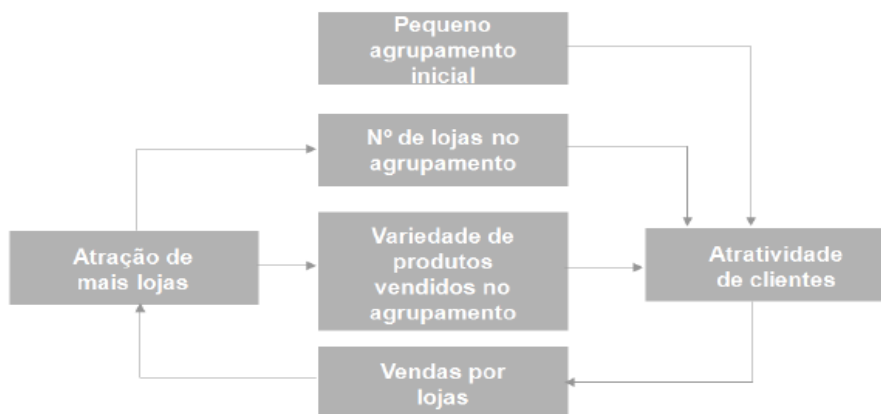 Pequeno
agrupamento
inicial
Nº de lojas no
agrupamento
Atração de
mais lojas
Variedade de
produtos
vendidos no
agrupamento
Atratividade
de clientes
Vendas por
lojas